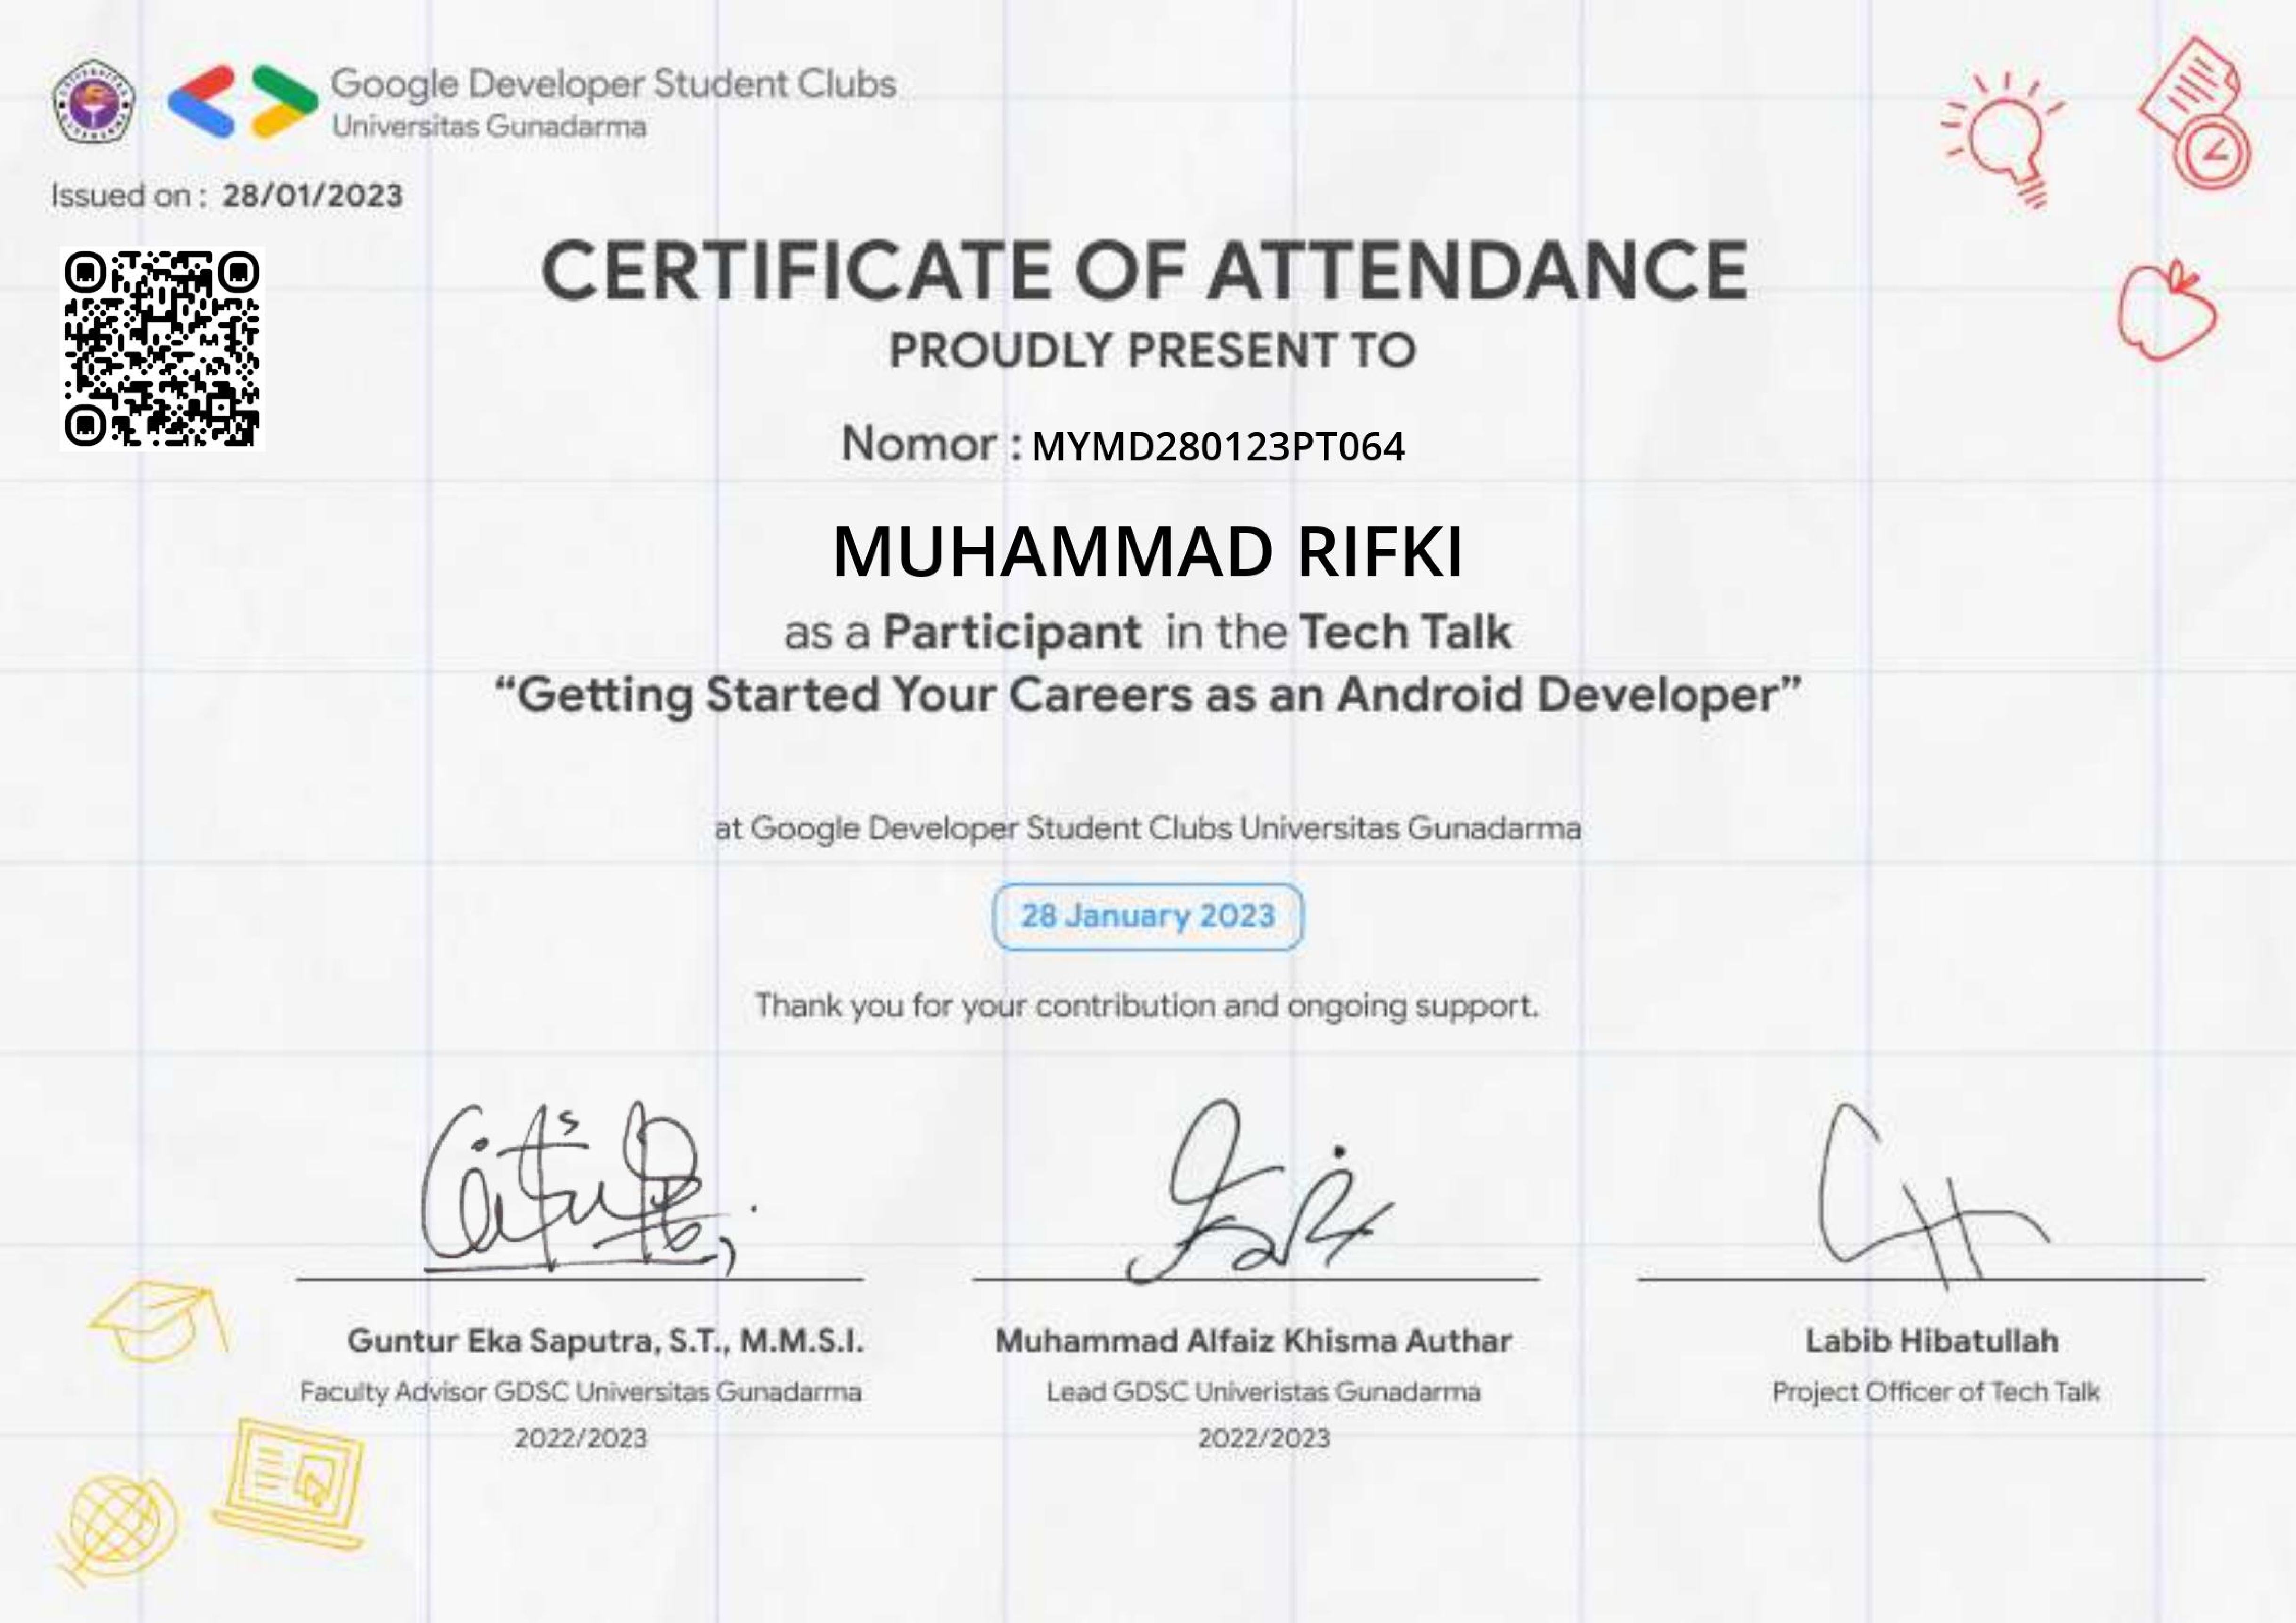 Google Developer Student Clubs
Universitas Gunadarma
Issued on : 28/01/2023
CERTIFICATE OF ATTENDANCE
PROUDLY PRESENT TO
Nomor : MYMD280123PT064
MUHAMMAD RIFKI
as a Participant in the Tech Talk
“Getting Started Your Careers as an Android Developer”
at Google Developer Student Clubs Universitas Gunadarma
28 January 2023
Thank you for your contribution and ongoing support.
Guntur Eka Saputra, S.T., M.M.S.I.
Faculty Advisor GDSC Universitas Gunadarma
2022/2023
Muhammad Alfaiz Khisma Authar
Lead GDSC Univeristas Gunadarma
2022/2023
Labib Hibatullah
Project Officer of Tech Talk